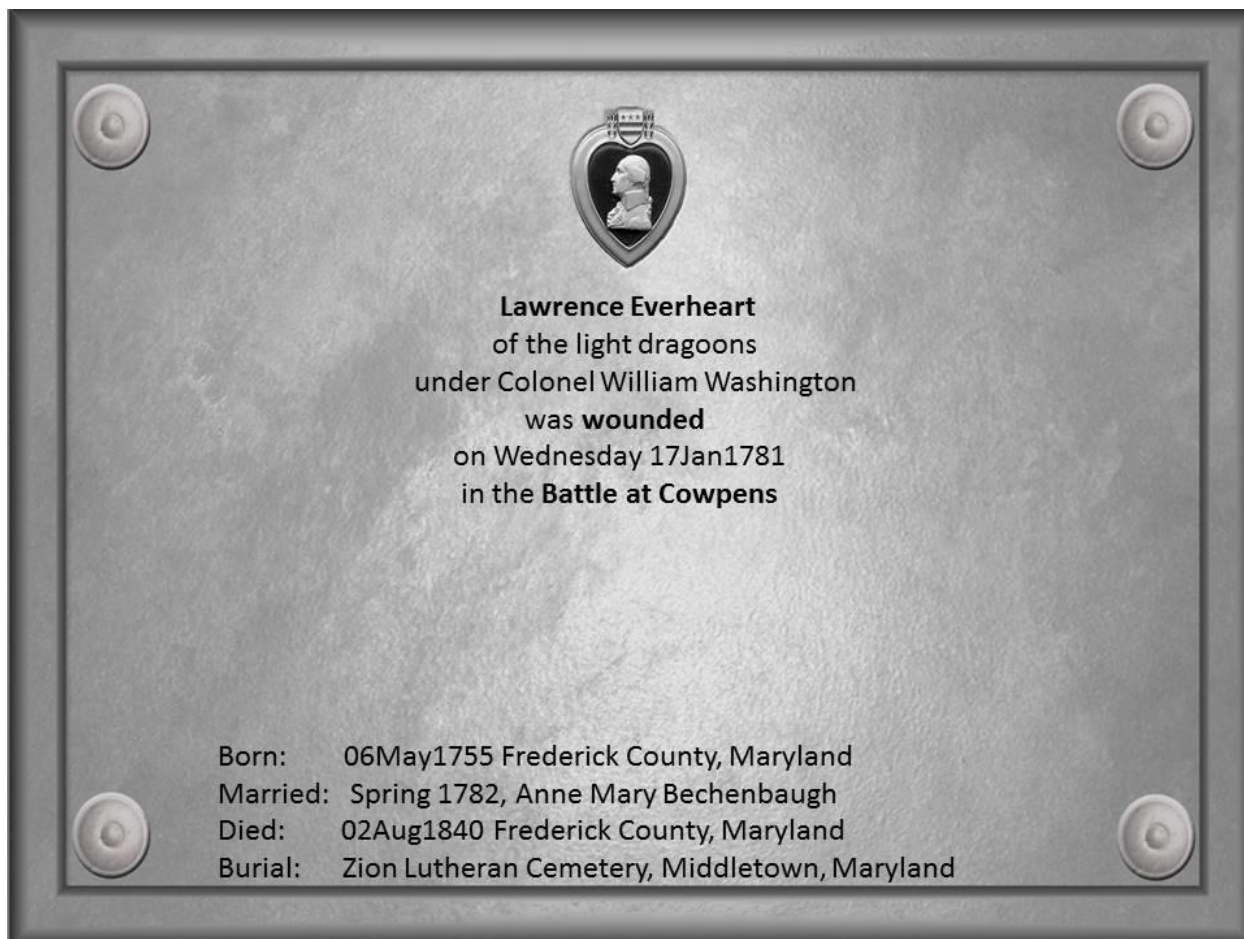 Lawrence Everheart
of the light dragoons
under Colonel William Washington
was wounded
on Wednesday 17Jan1781
in the Battle at Cowpens
Born: 06May1755 Frederick County, Maryland
Married: Spring 1782, Anne Mary Bechenbaugh
Died: 02Aug1840 Frederick County, Maryland
Burial: Zion Lutheran Cemetery, Middletown, Maryland